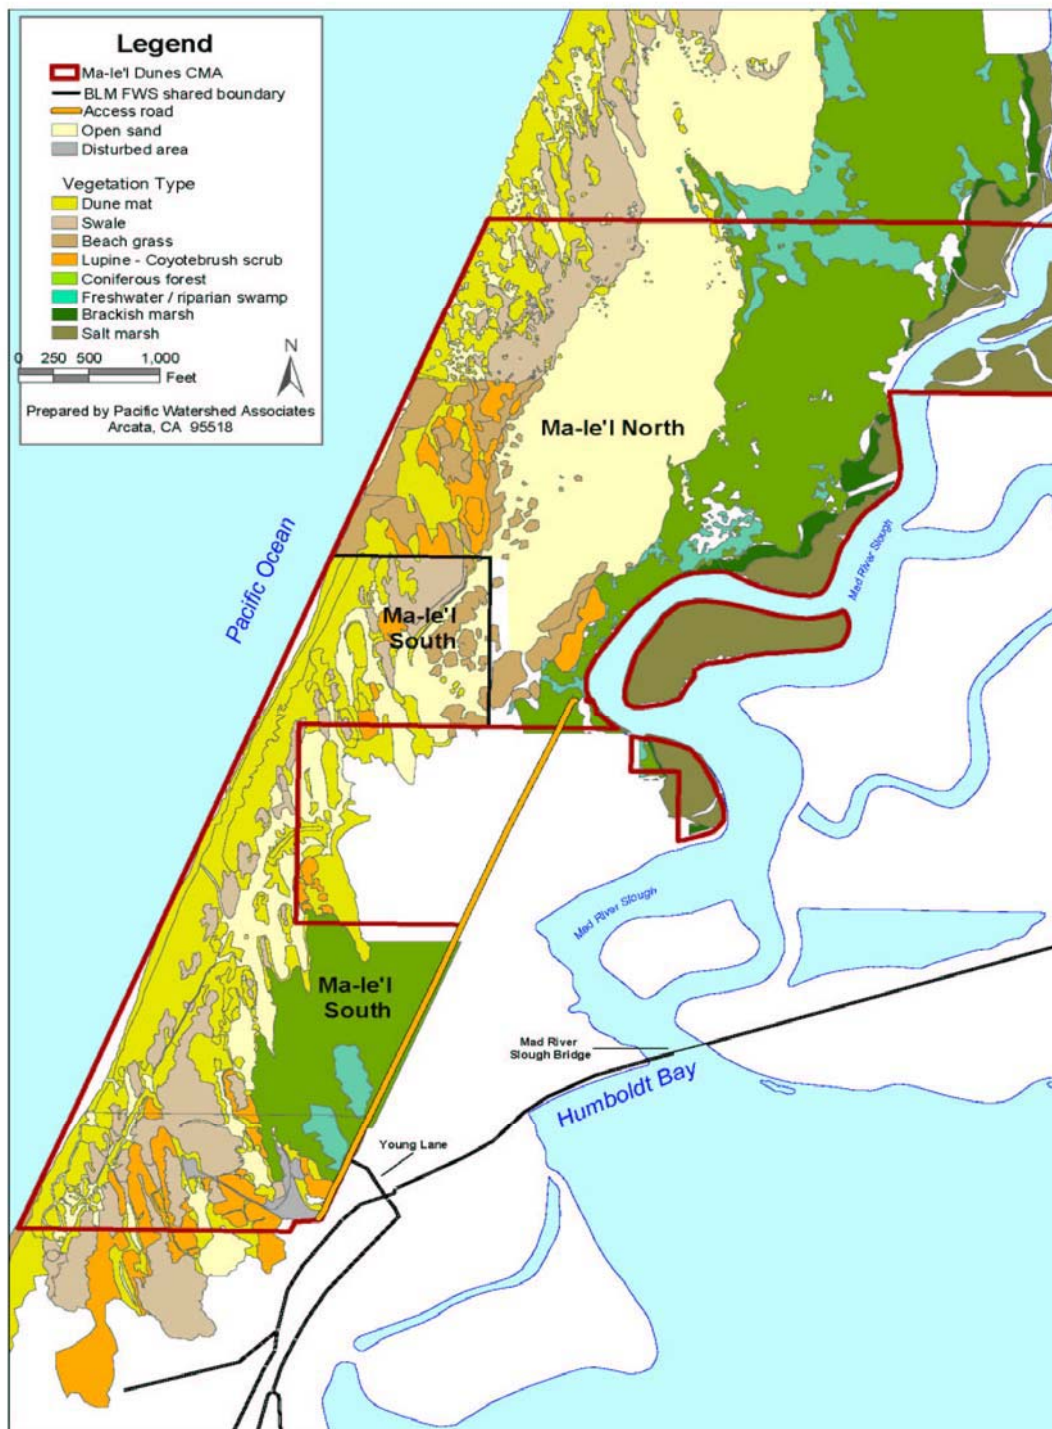 Legend
Ma-le'l Dunes CMA
BLM FWS shared boundary
Access road
Open sand
Disturbed area
Vegetation Type
Dune mat
Swale
Beach grass
Lupine - Coyotebrush scrub
Coniferous forest
Freshwater / riparian swamp
Brackish marsh
Salt marsh
0 250 500 1,000
Feet
N
Prepared by Pacific Watershed Associates
Arcata, CA 95518
Ma-le'l North
Pacific Ocean
Mad River Slough
Ma-le'l
South
Mad River Slough
Ma-le'l
South
Mad River
Slough Bridge
Humboldt Bay
Young Lane